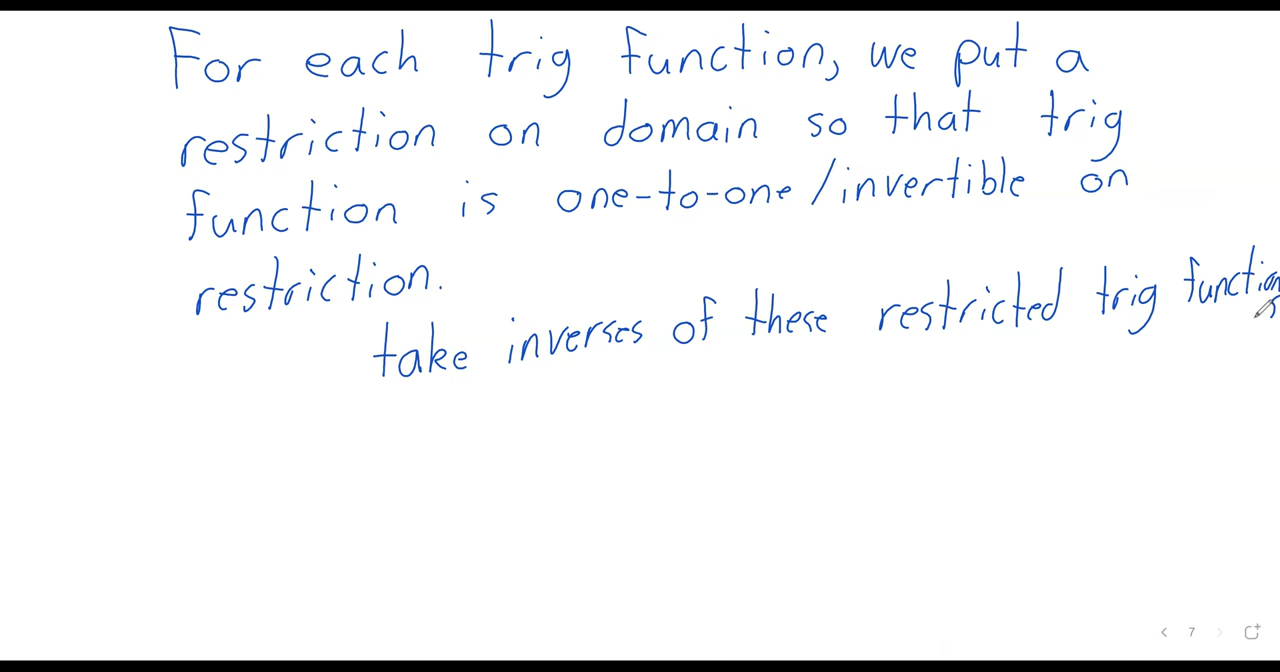 For each trig function, we put a
restriction on domain so that trig
function is one-to-one/invertible on
restriction.
take inverses of these restricted trig functions
7